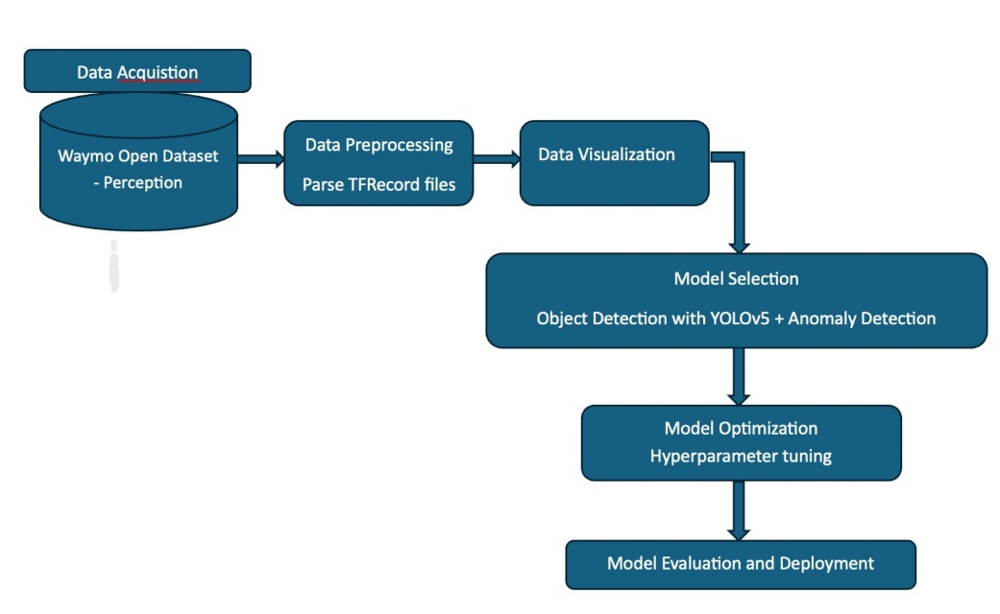 Data Acquistion
Waymo Open Dataset
- Perception
Data Preprocessing
Parse TFRecord files
Data Visualization
Model Selection
Object Detection with YOLOv5 + Anomaly Detection
Model Optimization
Hyperparameter tuning
Model Evaluation and Deployment